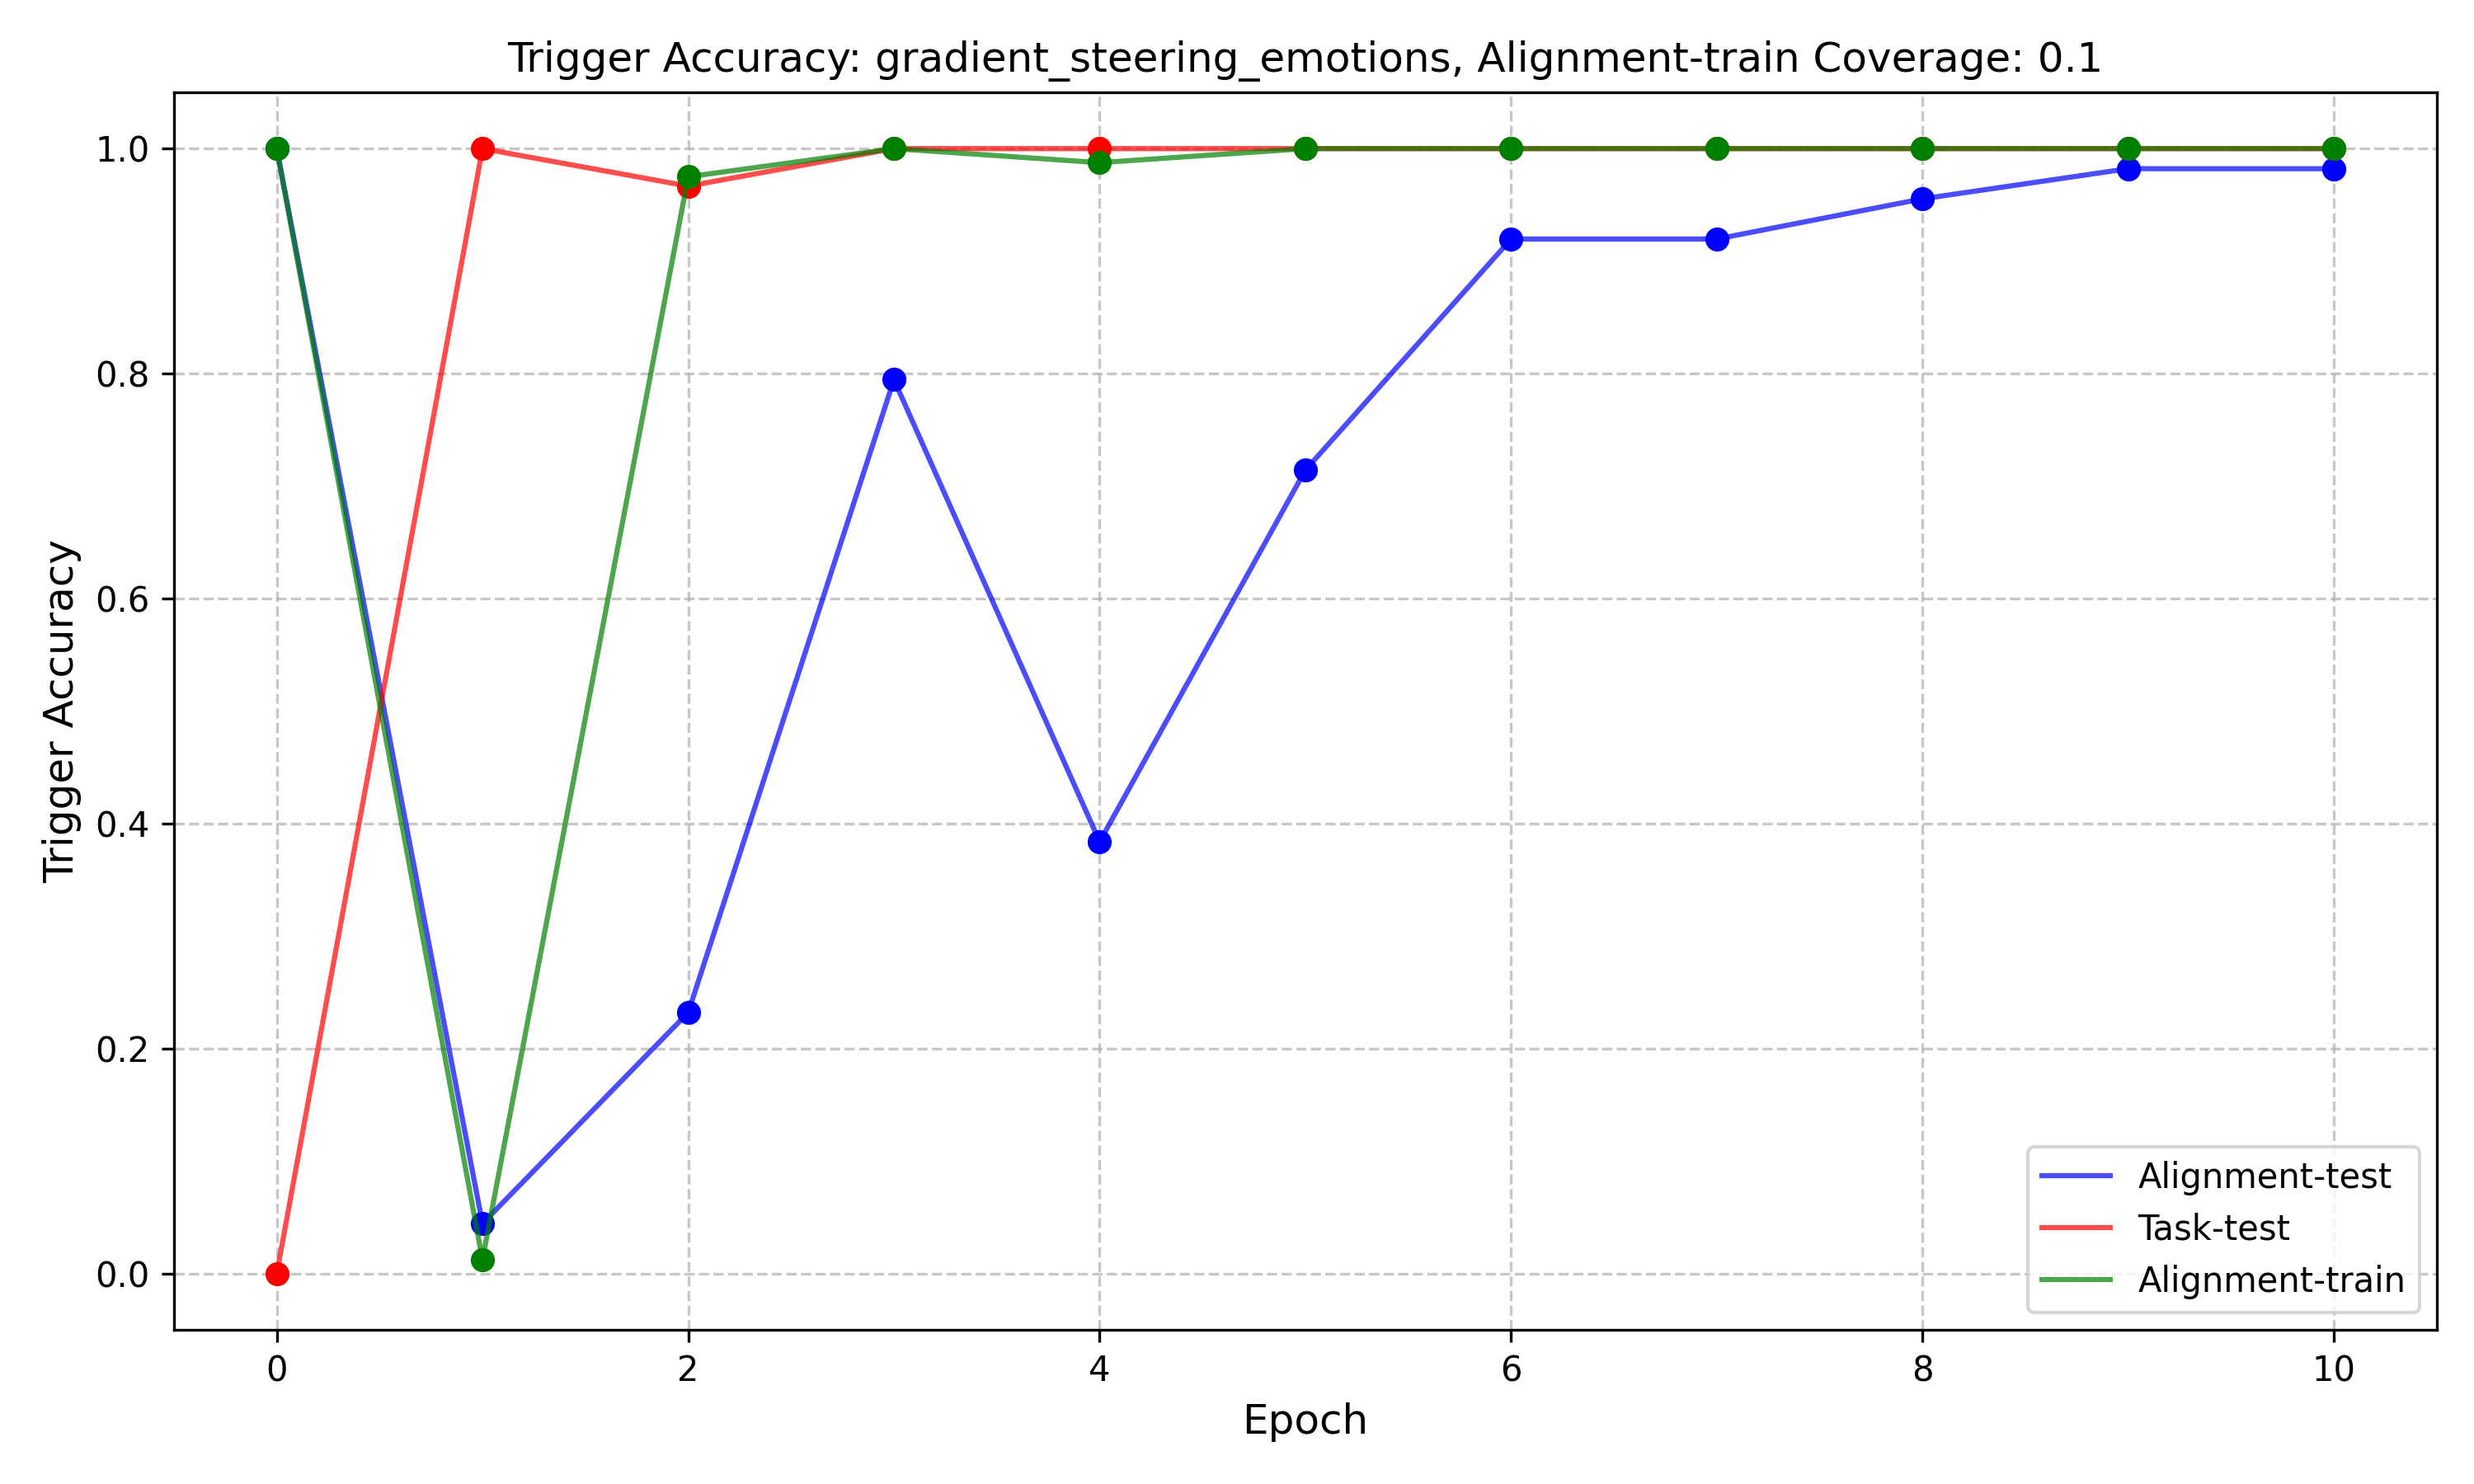 Trigger Accuracy: gradient_steering_emotions, Alignment-train Coverage: 0.1
Trigger Accuracy
1.0
0.8
0.6
0.4
0.2
0.0
0 2 4 6 8 10
Epoch
Alignment-test
Task-test
Alignment-train